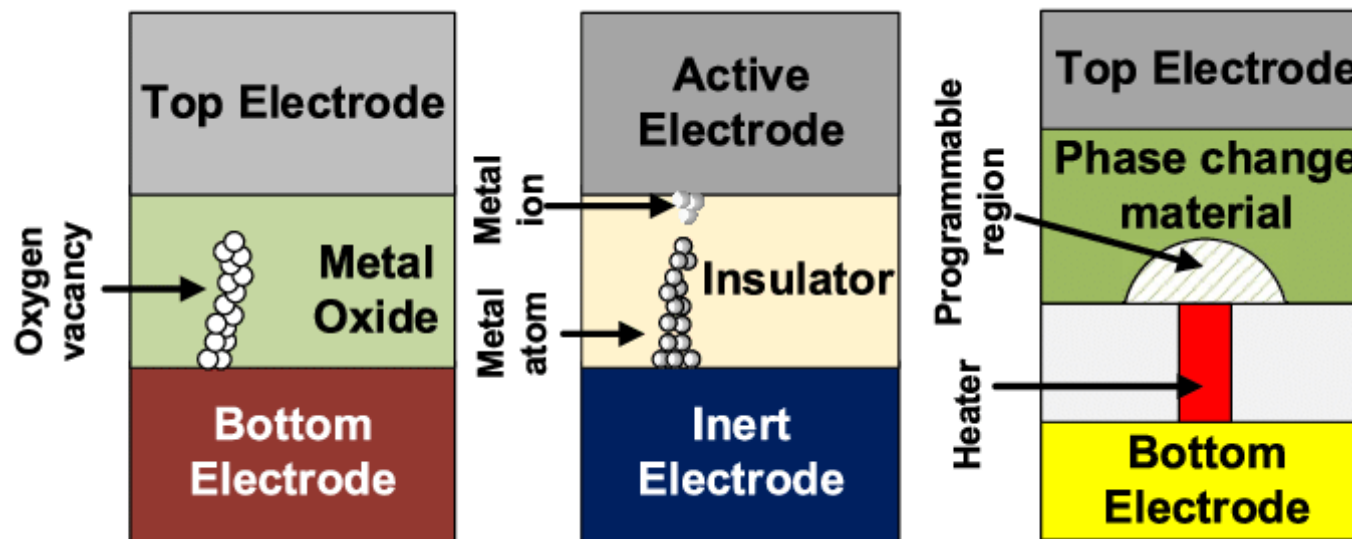 Top Electrode
Oxygen
vacancy
Metal
Oxide
Bottom
Electrode
Active
Electrode
Metal
ion
Metal
atom
Insulator
Inert
Electrode
Top Electrode
Programmable
region
Phase change
material
Heater
Bottom
Electrode